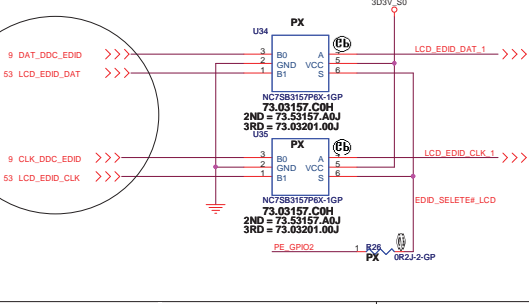 3D3V_S0
PX
U34
9 DAT_DDC_EDID
53 LCD_EDID_DAT
3 B0 A 4
2 GND VCC 5
1 B1 S 6
LCD_EDID_DAT_1
NC7SB3157P6X-1GP
73.03157.C0H
2ND = 73.53157.A0J
3RD = 73.03201.00J
U35
PX
9 CLK_DDC_EDID
53 LCD_EDID_CLK
3 B0 A 4
2 GND VCC 5
1 B1 S 6
LCD_EDID_CLK_1
NC7SB3157P6X-1GP
73.03157.C0H
2ND = 73.53157.A0J
3RD = 73.03201.00J
EDID_SELETE#_LCD
PE_GPIO2
1 R26
PX 0R2J-2-GP